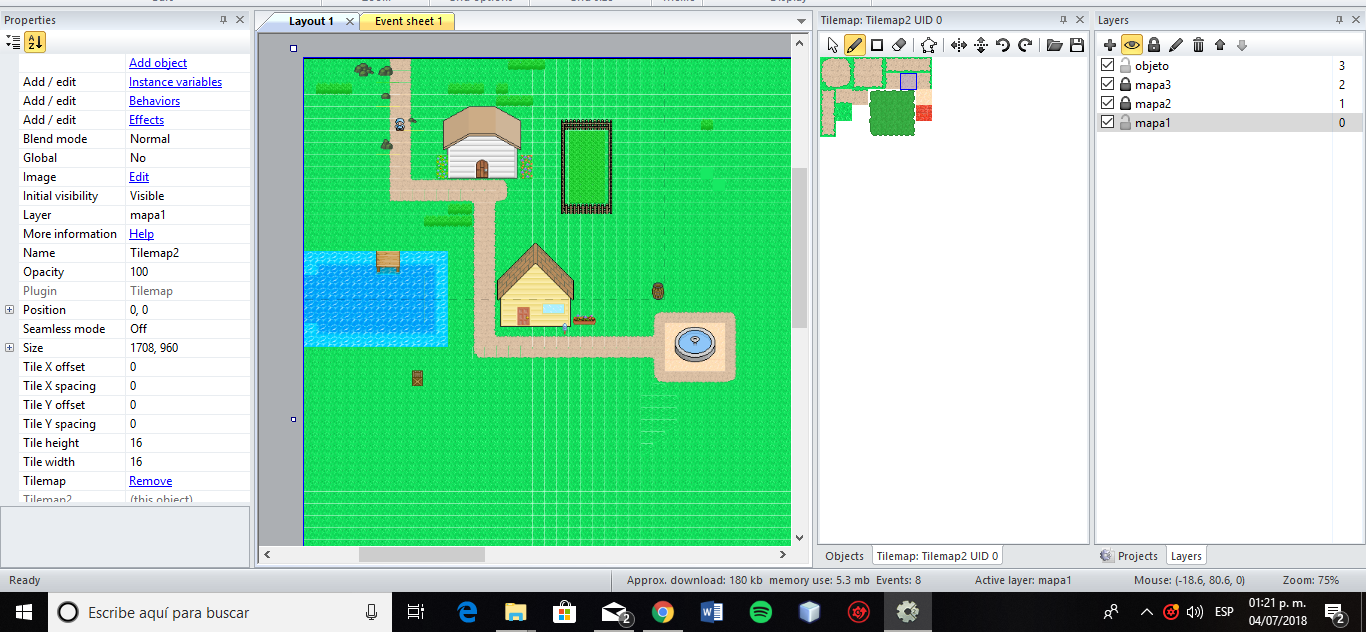 Properties
Add object
Add / edit Instance variables
Add / edit Behaviors
Add / edit Effects
Blend mode Normal
Global No
Image Edit
Initial visibility Visible
Layer mapa1
More information Help
Name Tilemap2
Opacity 100
Plugin Tilemap
Position 0, 0
Seamless mode Off
Size 1708, 960
Tile X offset 0
Tile X spacing 0
Tile Y offset 0
Tile Y spacing 0
Tile height 16
Tile width 16
Tilemap Remove
Tilemap2 (this object)
Layout 1
Event sheet 1
Tilemap: Tilemap2 UID 0
Objects
Tilemap: Tilemap2 UID 0
Layers
objeto 3
mapa3 2
mapa2 1
mapa1 0
Projects
Layers
Ready
Approx. download: 180 kb memory use: 5.3 mb Events: 8
Active layer: mapa1
Mouse: (-18.6, 80.6, 0)
Zoom: 75%
Escribe aquí para buscar
2
ESP
01:21 p. m.
04/07/2018
2